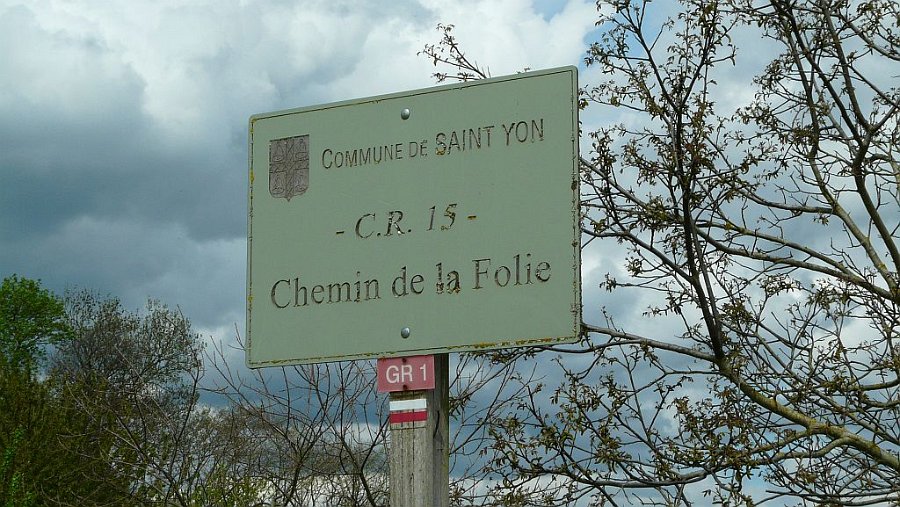 COMMUNE DE SAINT YON
- C.R. 15 -
Chemin de la Folie
GR 1